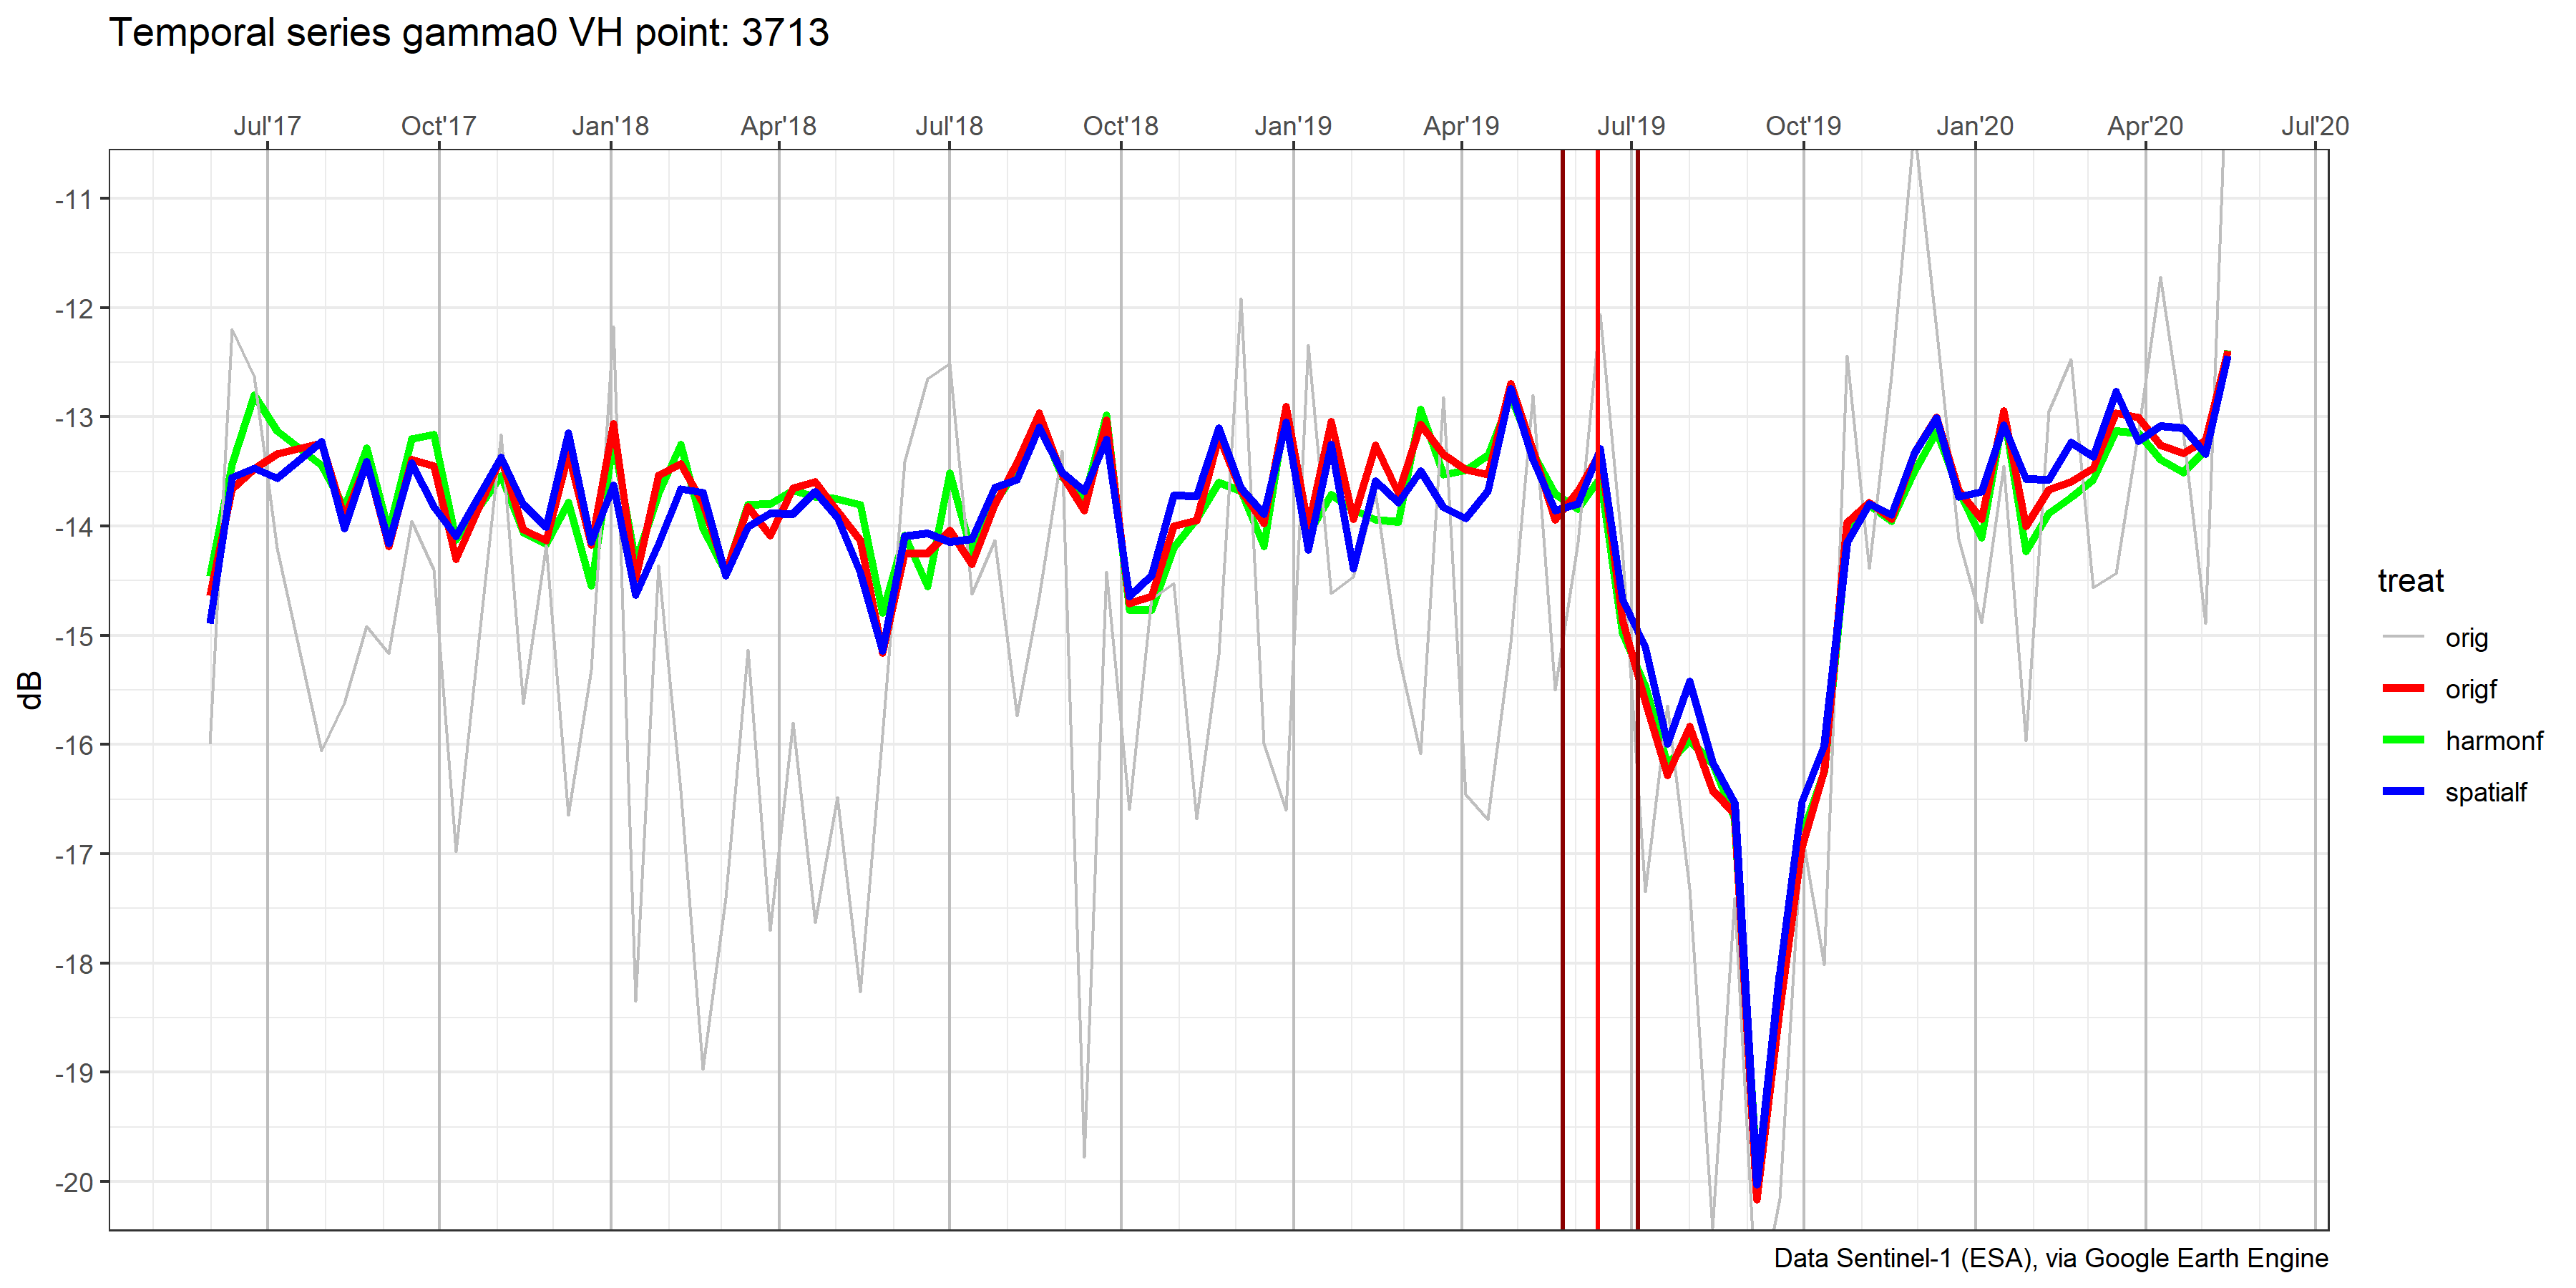 Temporal series gamma0 VH point: 3713
Jul'17 Oct'17 Jan'18 Apr'18 Jul'18 Oct'18 Jan'19 Apr'19 Jul'19 Oct'19 Jan'20 Apr'20 Jul'20
-11
-12
-13
-14
-15
-16
-17
-18
-19
-20
dB
treat
orig
origf
harmonf
spatialf
Data Sentinel-1 (ESA), via Google Earth Engine